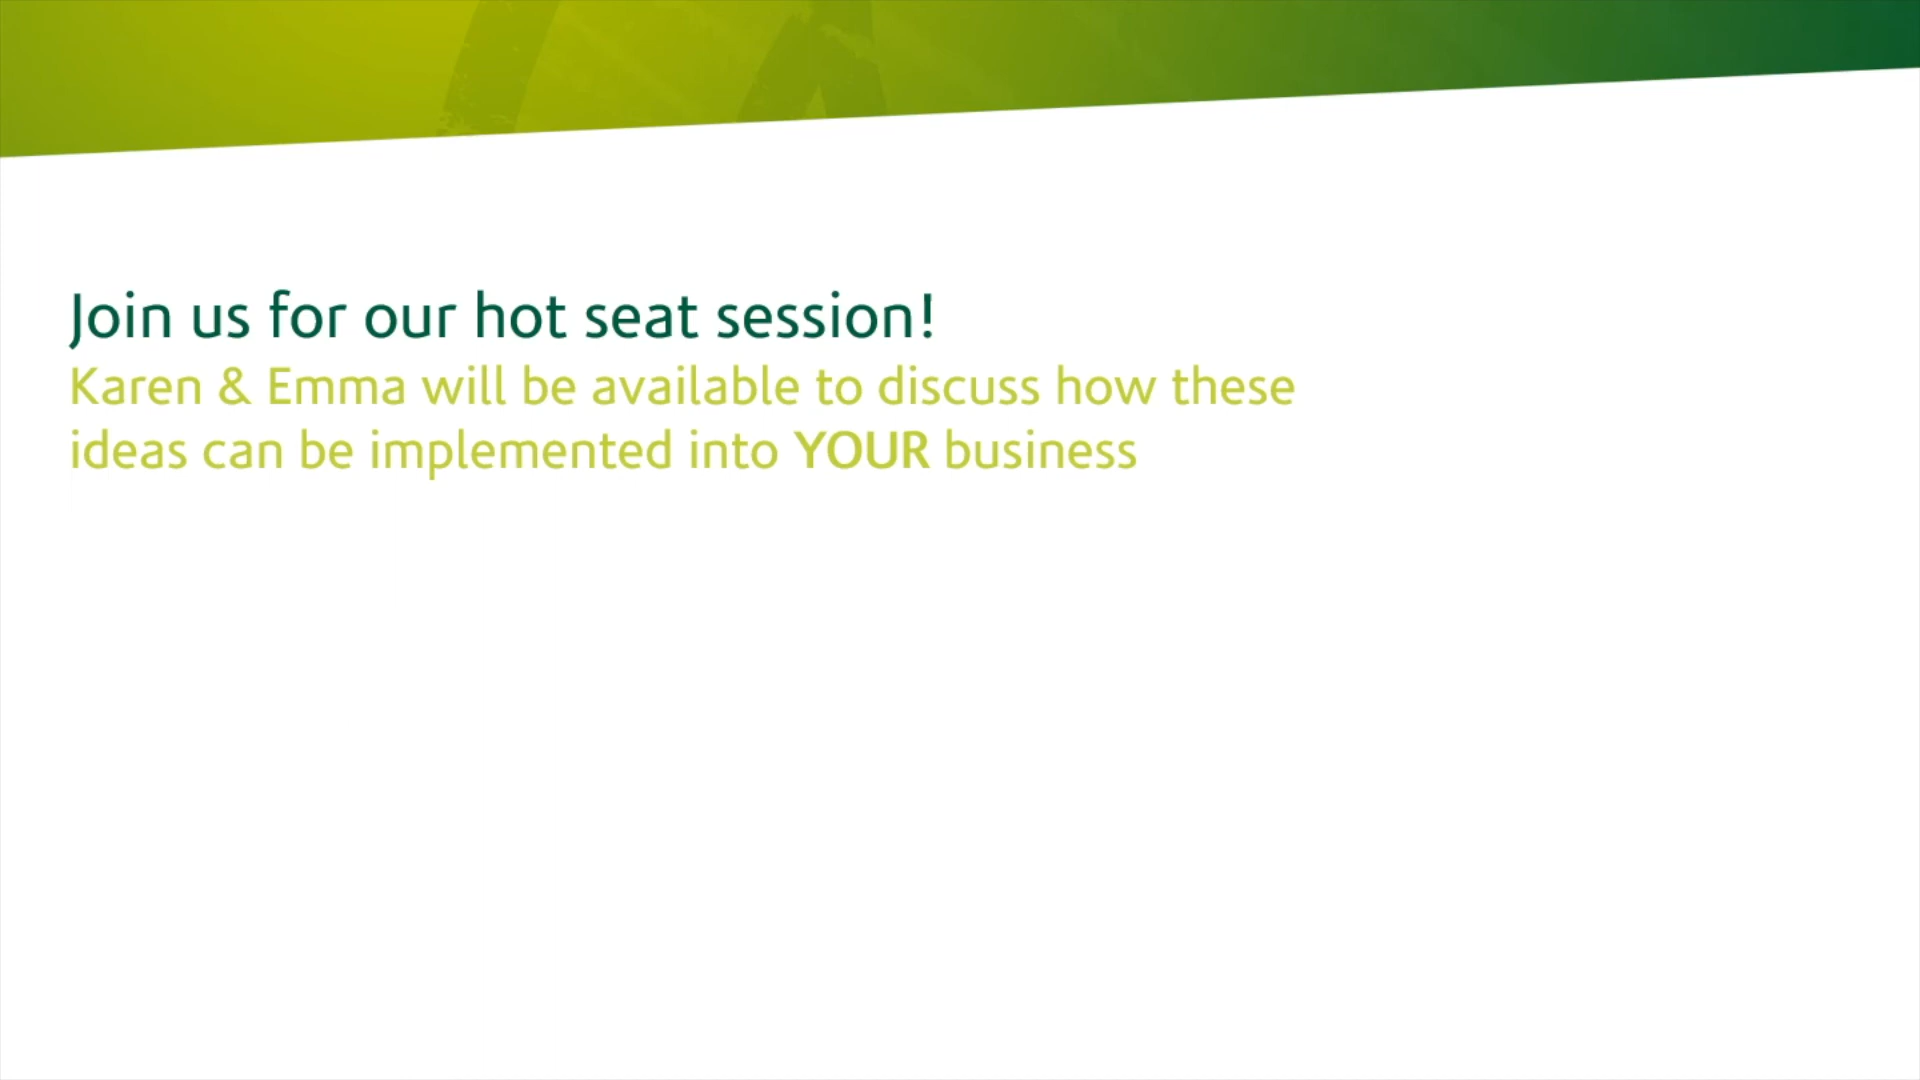 Join us for our hot seat session!
Karen & Emma will be available to discuss how these
ideas can be implemented into YOUR business